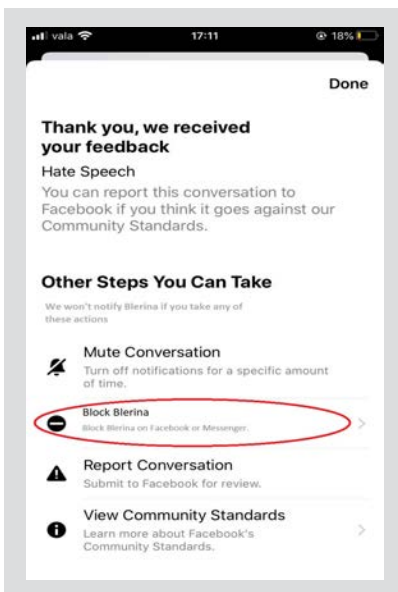 vala
17:11
18%
Done
Thank you, we received
your feedback
Hate Speech
You can report this conversation to
Facebook if you think it goes against our
Community Standards.
Other Steps You Can Take
We won't notify Blerina if you take any of
these actions
Mute Conversation
Turn off notifications for a specific amount
of time.
Block Blerina
Block Blerina on Facebook or Messenger.
Report Conversation
Submit to Facebook for review.
View Community Standards
Learn more about Facebook's
Community Standards.